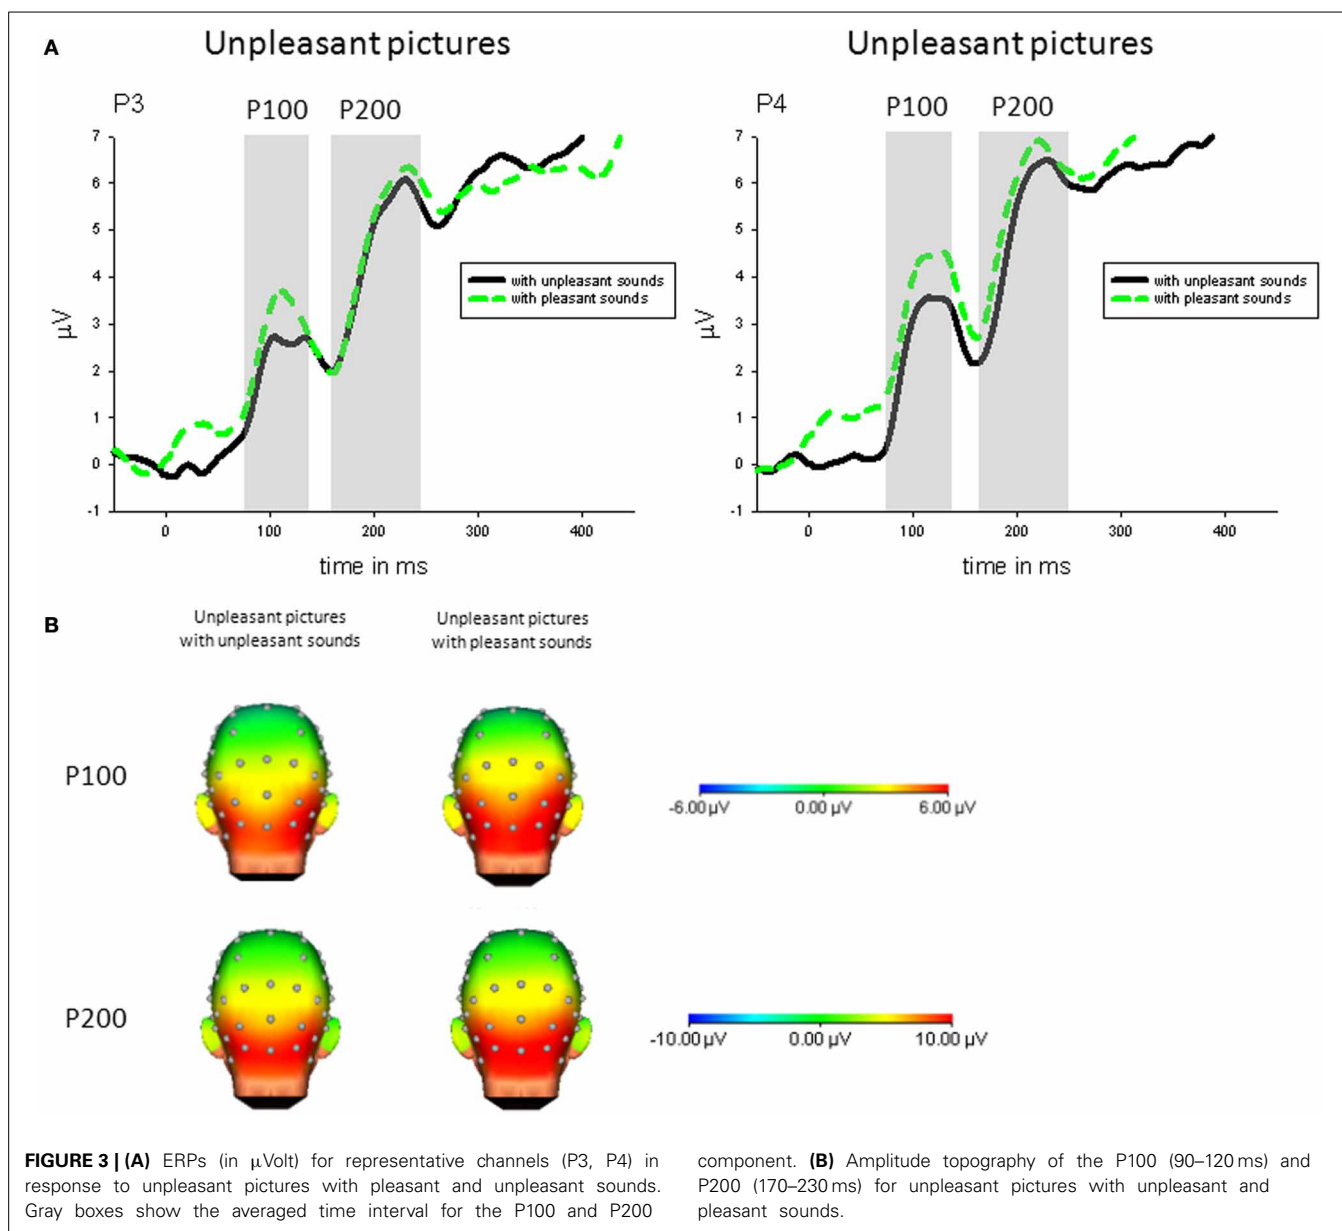 A
Unpleasant pictures
P3
P100 P200
7
6
5
4
3
2
1
0
-1
μV
with unpleasant sounds
with pleasant sounds
0 100 200 300 400
time in ms
Unpleasant pictures
P4
P100 P200
7
6
5
4
3
2
1
0
-1
μV
with unpleasant sounds
with pleasant sounds
0 100 200 300 400
time in ms
B
Unpleasant pictures
with unpleasant sounds
Unpleasant pictures
with pleasant sounds
P100
-6.00 μV 0.00 μV 6.00 μV
P200
-10.00 μV 0.00 μV 10.00 μV
FIGURE 3 | (A) ERPs (in μVolt) for representative channels (P3, P4) in
response to unpleasant pictures with pleasant and unpleasant sounds.
Gray boxes show the averaged time interval for the P100 and P200
component. (B) Amplitude topography of the P100 (90–120 ms) and
P200 (170–230 ms) for unpleasant pictures with unpleasant and
pleasant sounds.